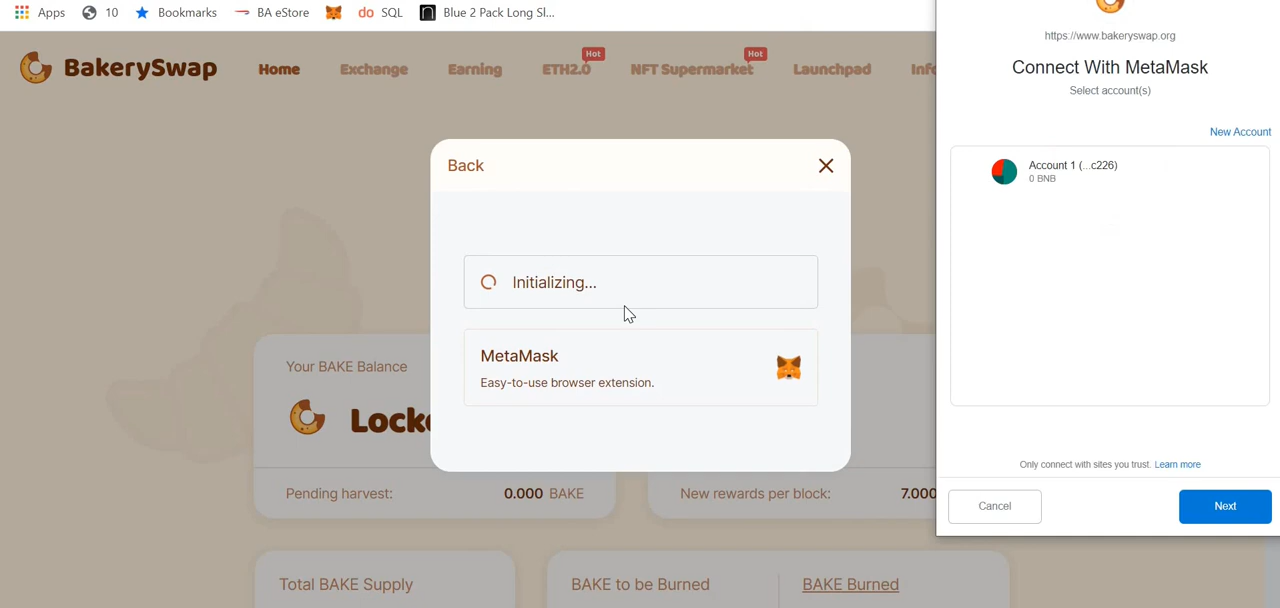 Apps 10 Bookmarks BA eStore SQL Blue 2 Pack Long Sl...
BakerySwap Home Exchange Earning ETH2.0 Hot NFT Supermarket Hot Launchpad
Back
Initializing...
MetaMask
Easy-to-use browser extension.
Your BAKE Balance
Pending harvest: 0.000 BAKE
New rewards per block: 7.000
Total BAKE Supply
BAKE to be Burned
BAKE Burned
https://www.bakeryswap.org
Connect With MetaMask
Select account(s)
New Account
Account 1 (...c226)
0 BNB
Only connect with sites you trust. Learn more
Cancel Next